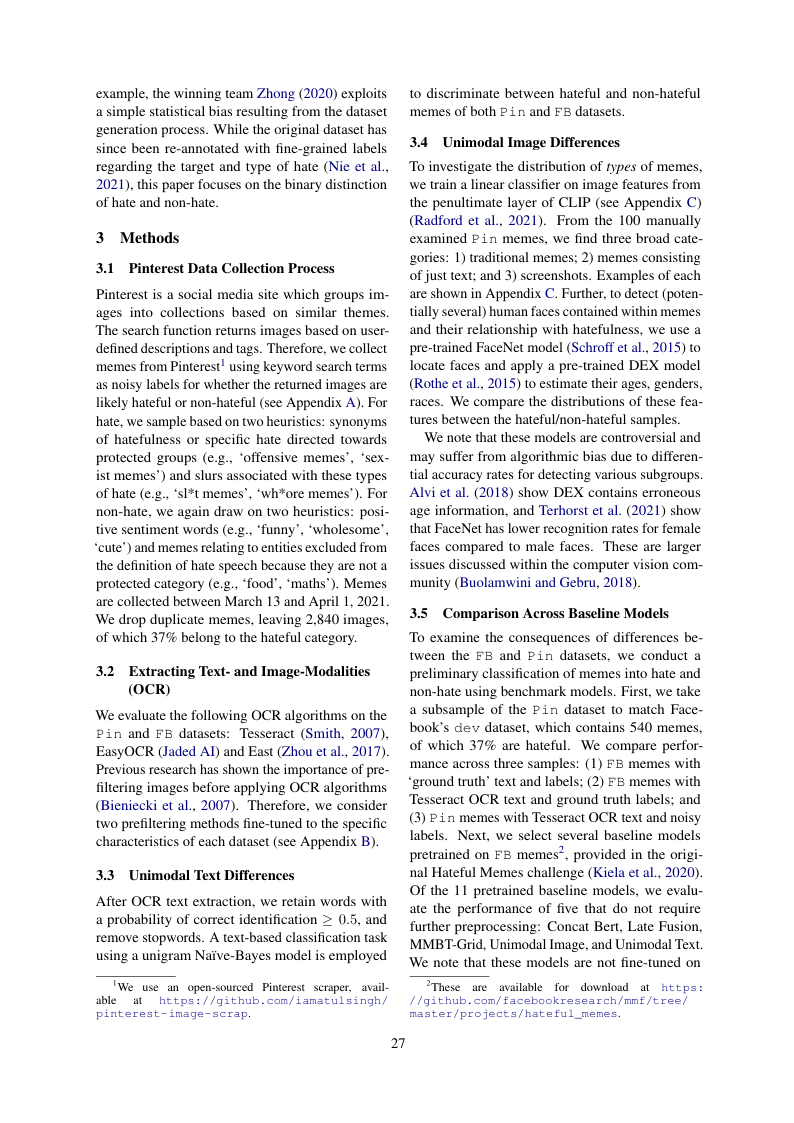 example, the winning team Zhong (2020) exploits
a simple statistical bias resulting from the dataset
generation process. While the original dataset has
since been re-annotated with fine-grained labels
regarding the target and type of hate (Nie et al.,
2021), this paper focuses on the binary distinction
of hate and non-hate.
3 Methods
3.1 Pinterest Data Collection Process
Pinterest is a social media site which groups im-
ages into collections based on similar themes.
The search function returns images based on user-
defined descriptions and tags. Therefore, we collect
memes from Pinterest1 using keyword search terms
as noisy labels for whether the returned images are
likely hateful or non-hateful (see Appendix A). For
hate, we sample based on two heuristics: synonyms
of hatefulness or specific hate directed towards
protected groups (e.g., ‘offensive memes’, ‘sex-
ist memes’) and slurs associated with these types
of hate (e.g., ‘sl*t memes’, ‘wh*ore memes’). For
non-hate, we again draw on two heuristics: posi-
tive sentiment words (e.g., ‘funny’, ‘wholesome’,
‘cute’) and memes relating to entities excluded from
the definition of hate speech because they are not a
protected category (e.g., ‘food’, ‘maths’). Memes
are collected between March 13 and April 1, 2021.
We drop duplicate memes, leaving 2,840 images,
of which 37% belong to the hateful category.
3.2 Extracting Text- and Image-Modalities
(OCR)
We evaluate the following OCR algorithms on the
Pin and FB datasets: Tesseract (Smith, 2007),
EasyOCR (Jaded AI) and East (Zhou et al., 2017).
Previous research has shown the importance of pre-
filtering images before applying OCR algorithms
(Bieniecki et al., 2007). Therefore, we consider
two prefiltering methods fine-tuned to the specific
characteristics of each dataset (see Appendix B).
3.3 Unimodal Text Differences
After OCR text extraction, we retain words with
a probability of correct identification ≥ 0.5, and
remove stopwords. A text-based classification task
using a unigram Naïve-Bayes model is employed
1We use an open-sourced Pinterest scraper, avail-
able at https://github.com/iamatulsingh/
pinterest-image-scrap.
to discriminate between hateful and non-hateful
memes of both Pin and FB datasets.
3.4 Unimodal Image Differences
To investigate the distribution of types of memes,
we train a linear classifier on image features from
the penultimate layer of CLIP (see Appendix C)
(Radford et al., 2021). From the 100 manually
examined Pin memes, we find three broad cate-
gories: 1) traditional memes; 2) memes consisting
of just text; and 3) screenshots. Examples of each
are shown in Appendix C. Further, to detect (poten-
tially several) human faces contained within memes
and their relationship with hatefulness, we use a
pre-trained FaceNet model (Schroff et al., 2015) to
locate faces and apply a pre-trained DEX model
(Rothe et al., 2015) to estimate their ages, genders,
races. We compare the distributions of these fea-
tures between the hateful/non-hateful samples.
We note that these models are controversial and
may suffer from algorithmic bias due to differen-
tial accuracy rates for detecting various subgroups.
Alvi et al. (2018) show DEX contains erroneous
age information, and Terhorst et al. (2021) show
that FaceNet has lower recognition rates for female
faces compared to male faces. These are larger
issues discussed within the computer vision com-
munity (Buolamwini and Gebru, 2018).
3.5 Comparison Across Baseline Models
To examine the consequences of differences be-
tween the FB and Pin datasets, we conduct a
preliminary classification of memes into hate and
non-hate using benchmark models. First, we take
a subsample of the Pin dataset to match Face-
book’s dev dataset, which contains 540 memes,
of which 37% are hateful. We compare perfor-
mance across three samples: (1) FB memes with
‘ground truth’ text and labels; (2) FB memes with
Tesseract OCR text and ground truth labels; and
(3) Pin memes with Tesseract OCR text and noisy
labels. Next, we select several baseline models
pretrained on FB memes2, provided in the origi-
nal Hateful Memes challenge (Kiela et al., 2020).
Of the 11 pretrained baseline models, we evalu-
ate the performance of five that do not require
further preprocessing: Concat Bert, Late Fusion,
MMBT-Grid, Unimodal Image, and Unimodal Text.
We note that these models are not fine-tuned on
2These are available for download at https:
//github.com/facebookresearch/mmf/tree/
master/projects/hateful_memes.
27